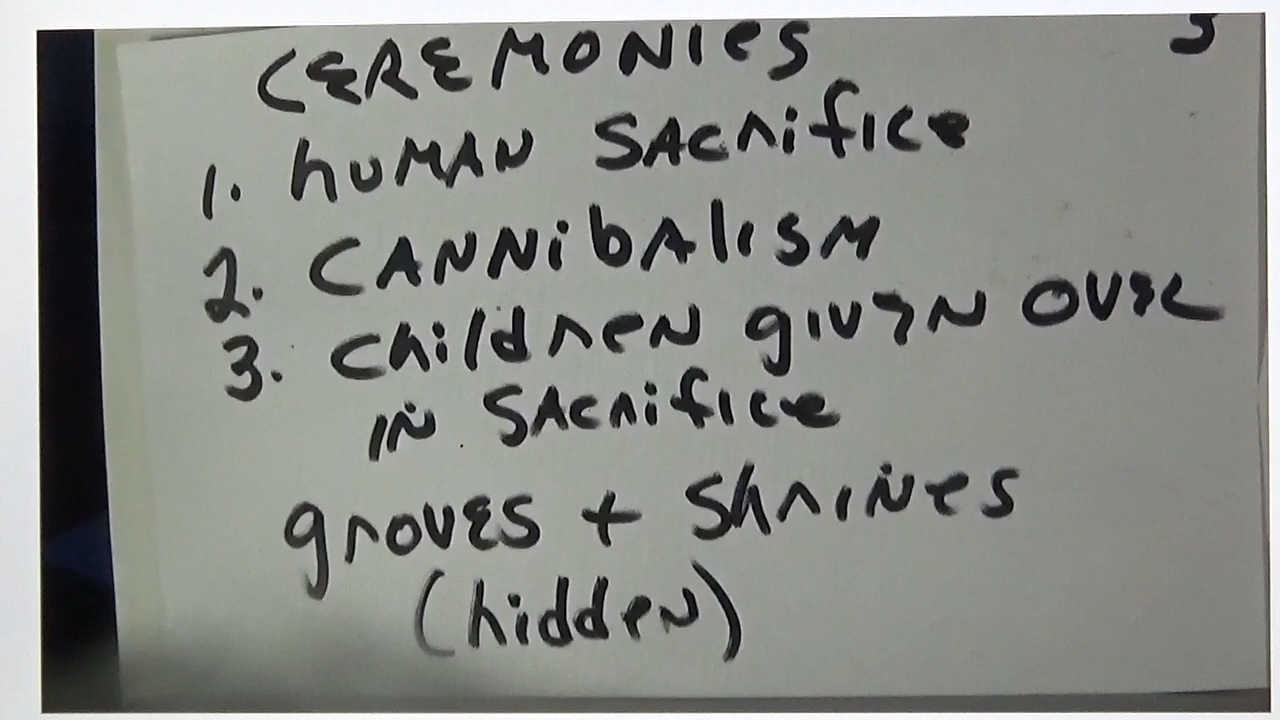 CEREMONIES
1. hUMAN SACRifiCe
2. CANNibAlISM
3. ChildReN giVEN OVER
IN SACRifice
gROVES + ShRiNeS
(hiddeN)